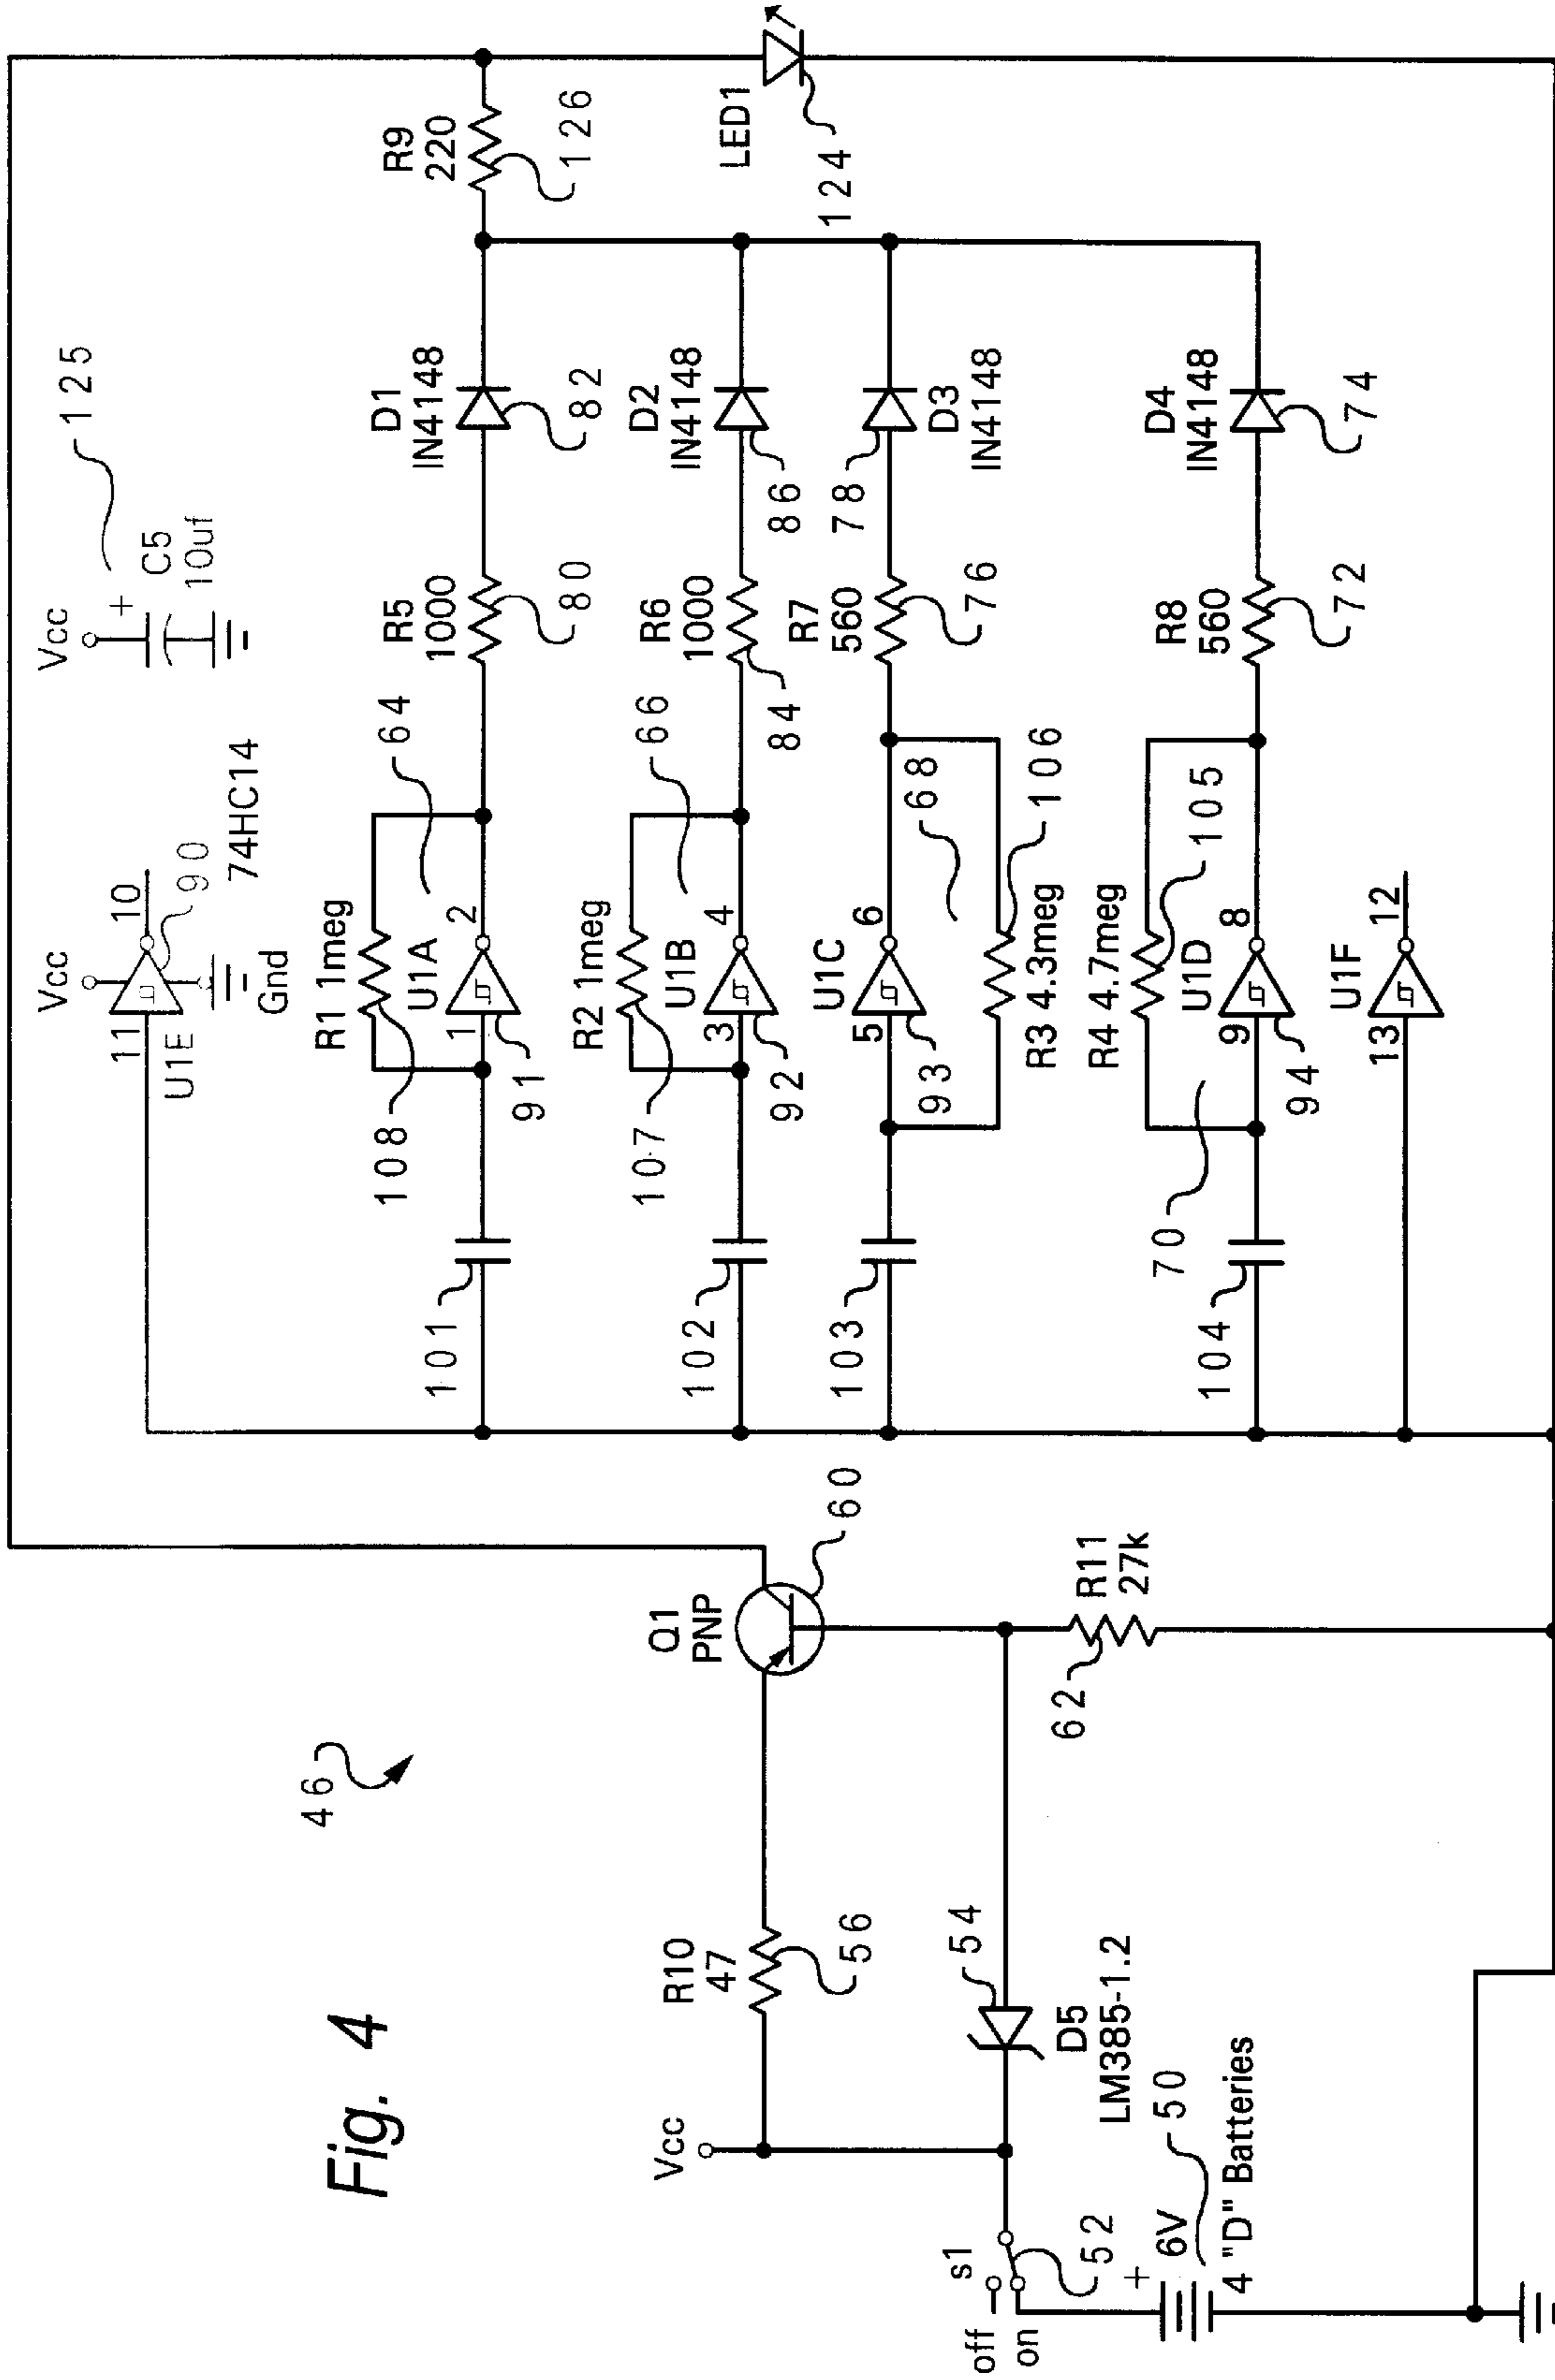 Fig. 4
46
off
on
s1
52
+
6V
50
4 "D" Batteries
Vcc
R10
47
56
54
D5
LM385-1.2
Q1
PNP
60
R11
27k
62
Vcc
11
10
U1E
90
Gnd
74HC14
Vcc
+
C5
10uf
125
101
108
R1 1meg
U1A
1
2
91
64
R5
1000
80
D1
IN4148
82
R9
220
126
102
107
R2 1meg
U1B
3
4
92
66
R6
1000
84
D2
IN4148
86
LED1
124
103
U1C
5
6
93
68
R3 4.3meg
106
R7
560
76
78
D3
IN4148
104
70
R4 4.7meg
105
U1D
9
8
94
R8
560
72
D4
IN4148
74
U1F
13
12